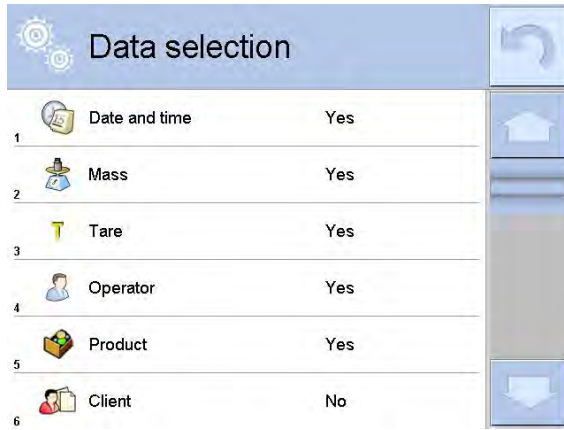 Data selection
1 Date and time Yes
2 Mass Yes
3 T Tare Yes
4 Operator Yes
5 Product Yes
6 Client No